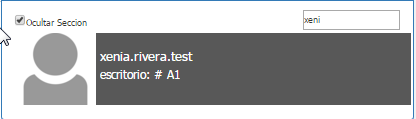 Ocultar Seccion
xeni
xenia.rivera.test
escritorio: # A1